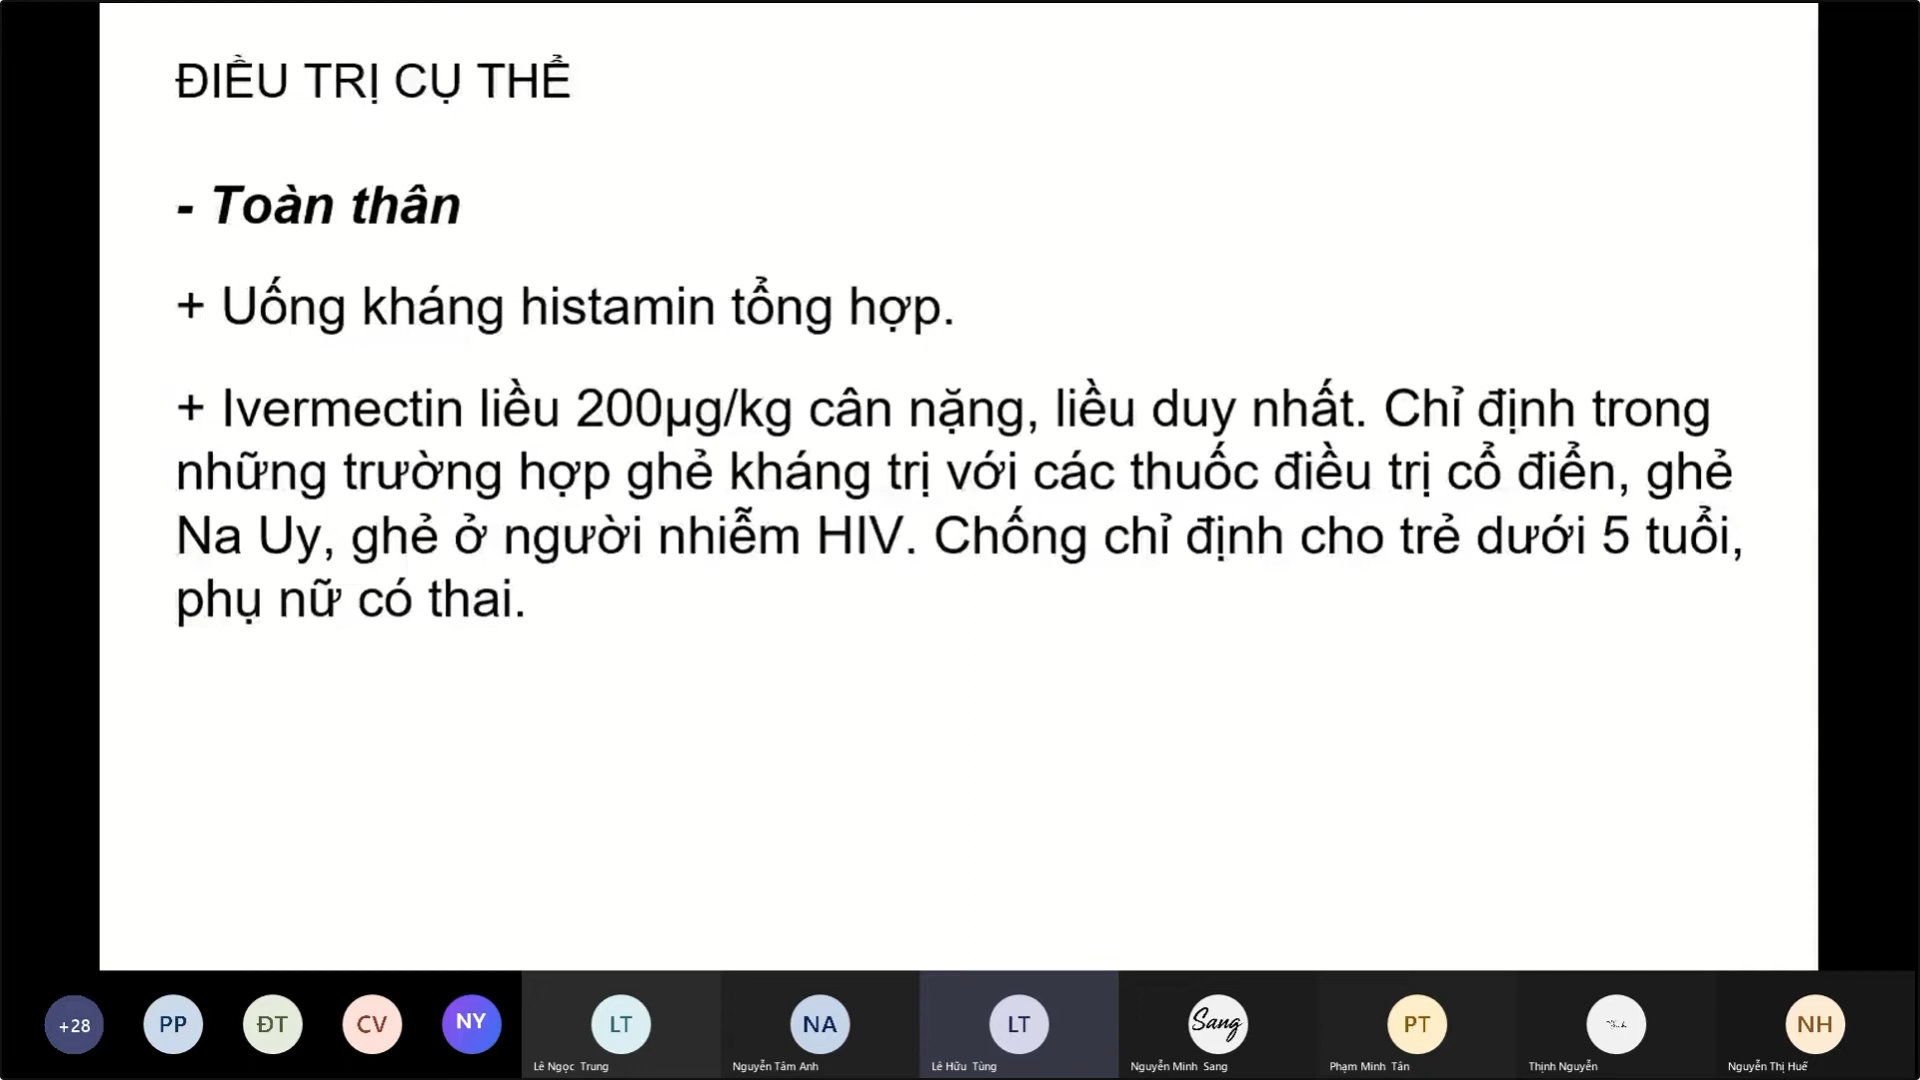 ĐIỀU TRỊ CỤ THỂ
- Toàn thân
+ Uống kháng histamin tổng hợp.
+ Ivermectin liều 200µg/kg cân nặng, liều duy nhất. Chỉ định trong
những trường hợp ghẻ kháng trị với các thuốc điều trị cổ điển, ghẻ
Na Uy, ghẻ ở người nhiễm HIV. Chống chỉ định cho trẻ dưới 5 tuổi,
phụ nữ có thai.
+28 PP ĐT CV NY LT NA LT Sang PT NH
Lê Ngọc Trung Nguyễn Tâm Anh Lê Hữu Tùng Nguyễn Minh Sang Phạm Minh Tân Thịnh Nguyễn Nguyễn Thị Huế